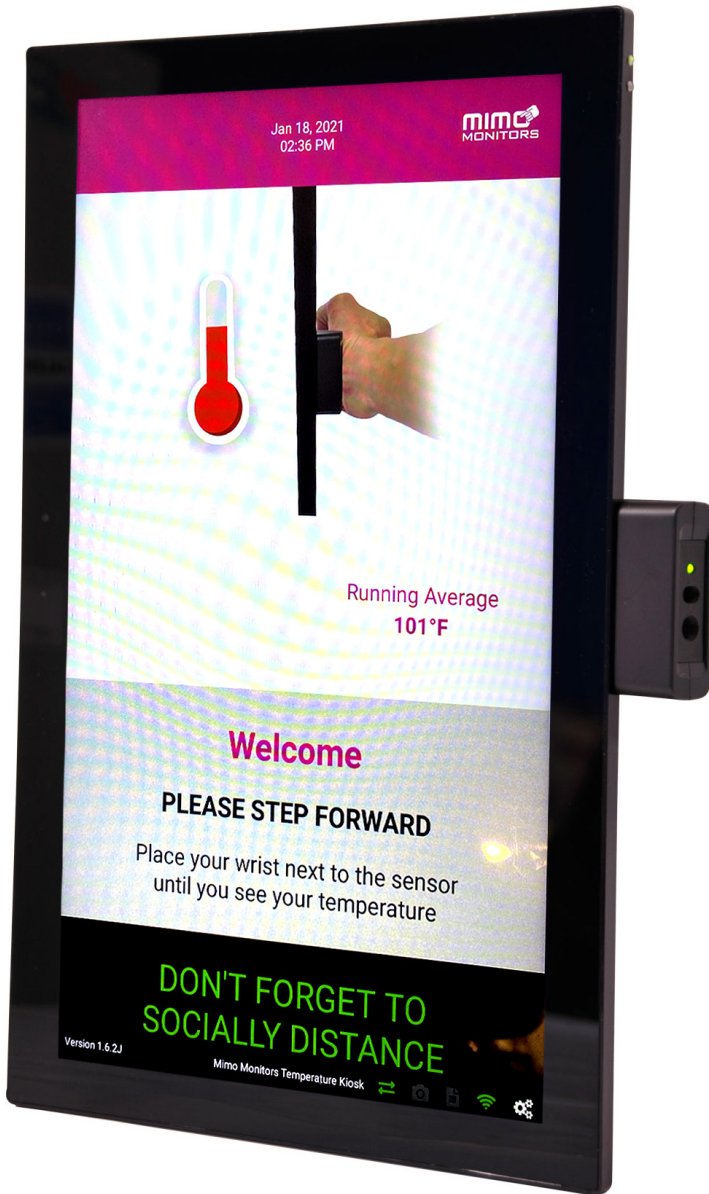 Jan 18, 2021
02:36 PM
mimo
MONITORS
Running Average
101°F
Welcome
PLEASE STEP FORWARD
Place your wrist next to the sensor
until you see your temperature
DON'T FORGET TO
SOCIALLY DISTANCE
Version 1.6.2J
Mimo Monitors Temperature Kiosk